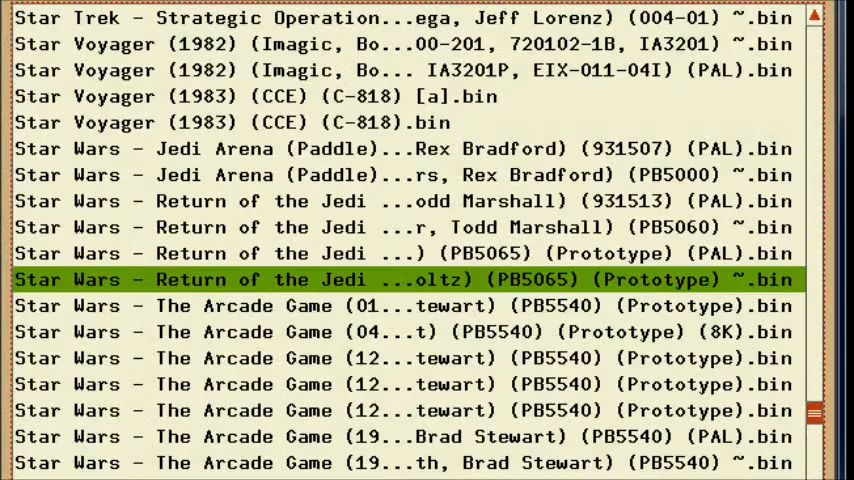 Star Trek - Strategic Operation...ega, Jeff Lorenz) (004-01) ~.bin
Star Voyager (1982) (Imagic, Bo...00-201, 720102-1B, IA3201) ~.bin
Star Voyager (1982) (Imagic, Bo... IA3201P, EIX-011-04I) (PAL).bin
Star Voyager (1983) (CCE) (C-818) [a].bin
Star Voyager (1983) (CCE) (C-818).bin
Star Wars - Jedi Arena (Paddle)...Rex Bradford) (931507) (PAL).bin
Star Wars - Jedi Arena (Paddle)...rs, Rex Bradford) (PB5000) ~.bin
Star Wars - Return of the Jedi ...odd Marshall) (931513) (PAL).bin
Star Wars - Return of the Jedi ...r, Todd Marshall) (PB5060) ~.bin
Star Wars - Return of the Jedi ...) (PB5065) (Prototype) (PAL).bin
Star Wars - Return of the Jedi ...oltz) (PB5065) (Prototype) ~.bin
Star Wars - The Arcade Game (01...tewart) (PB5540) (Prototype).bin
Star Wars - The Arcade Game (04...t) (PB5540) (Prototype) (8K).bin
Star Wars - The Arcade Game (12...tewart) (PB5540) (Prototype).bin
Star Wars - The Arcade Game (12...tewart) (PB5540) (Prototype).bin
Star Wars - The Arcade Game (12...tewart) (PB5540) (Prototype).bin
Star Wars - The Arcade Game (19...Brad Stewart) (PB5540) (PAL).bin
Star Wars - The Arcade Game (19...th, Brad Stewart) (PB5540) ~.bin